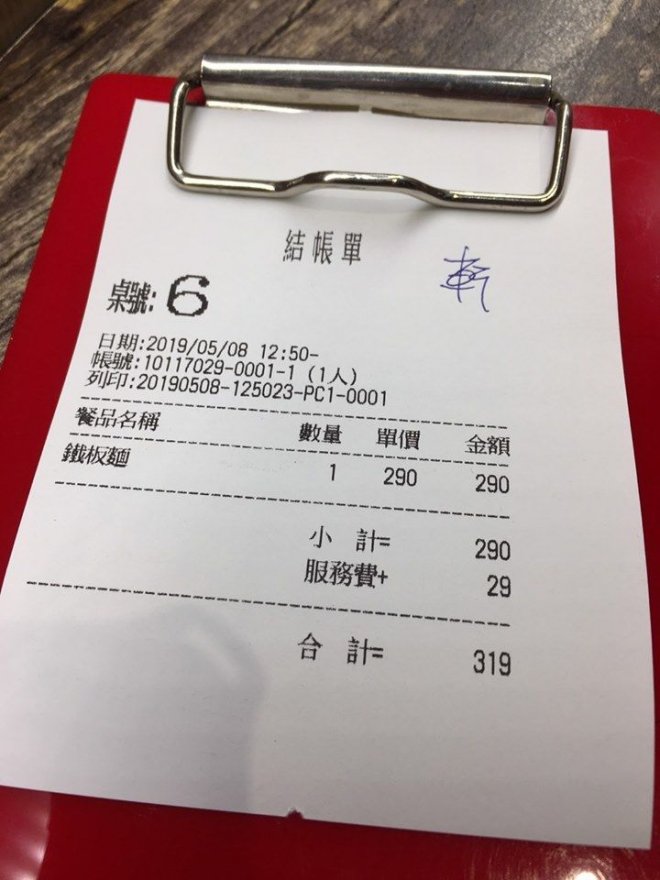 結帳單
桌號: 6
日期:2019/05/08 12:50-
帳號:10117029-0001-1 (1人)
列印:20190508-125023-PC1-0001
餐品名稱 數量 單價 金額
鐵板麵 1 290 290
小 計= 290
服務費+ 29
合 計= 319